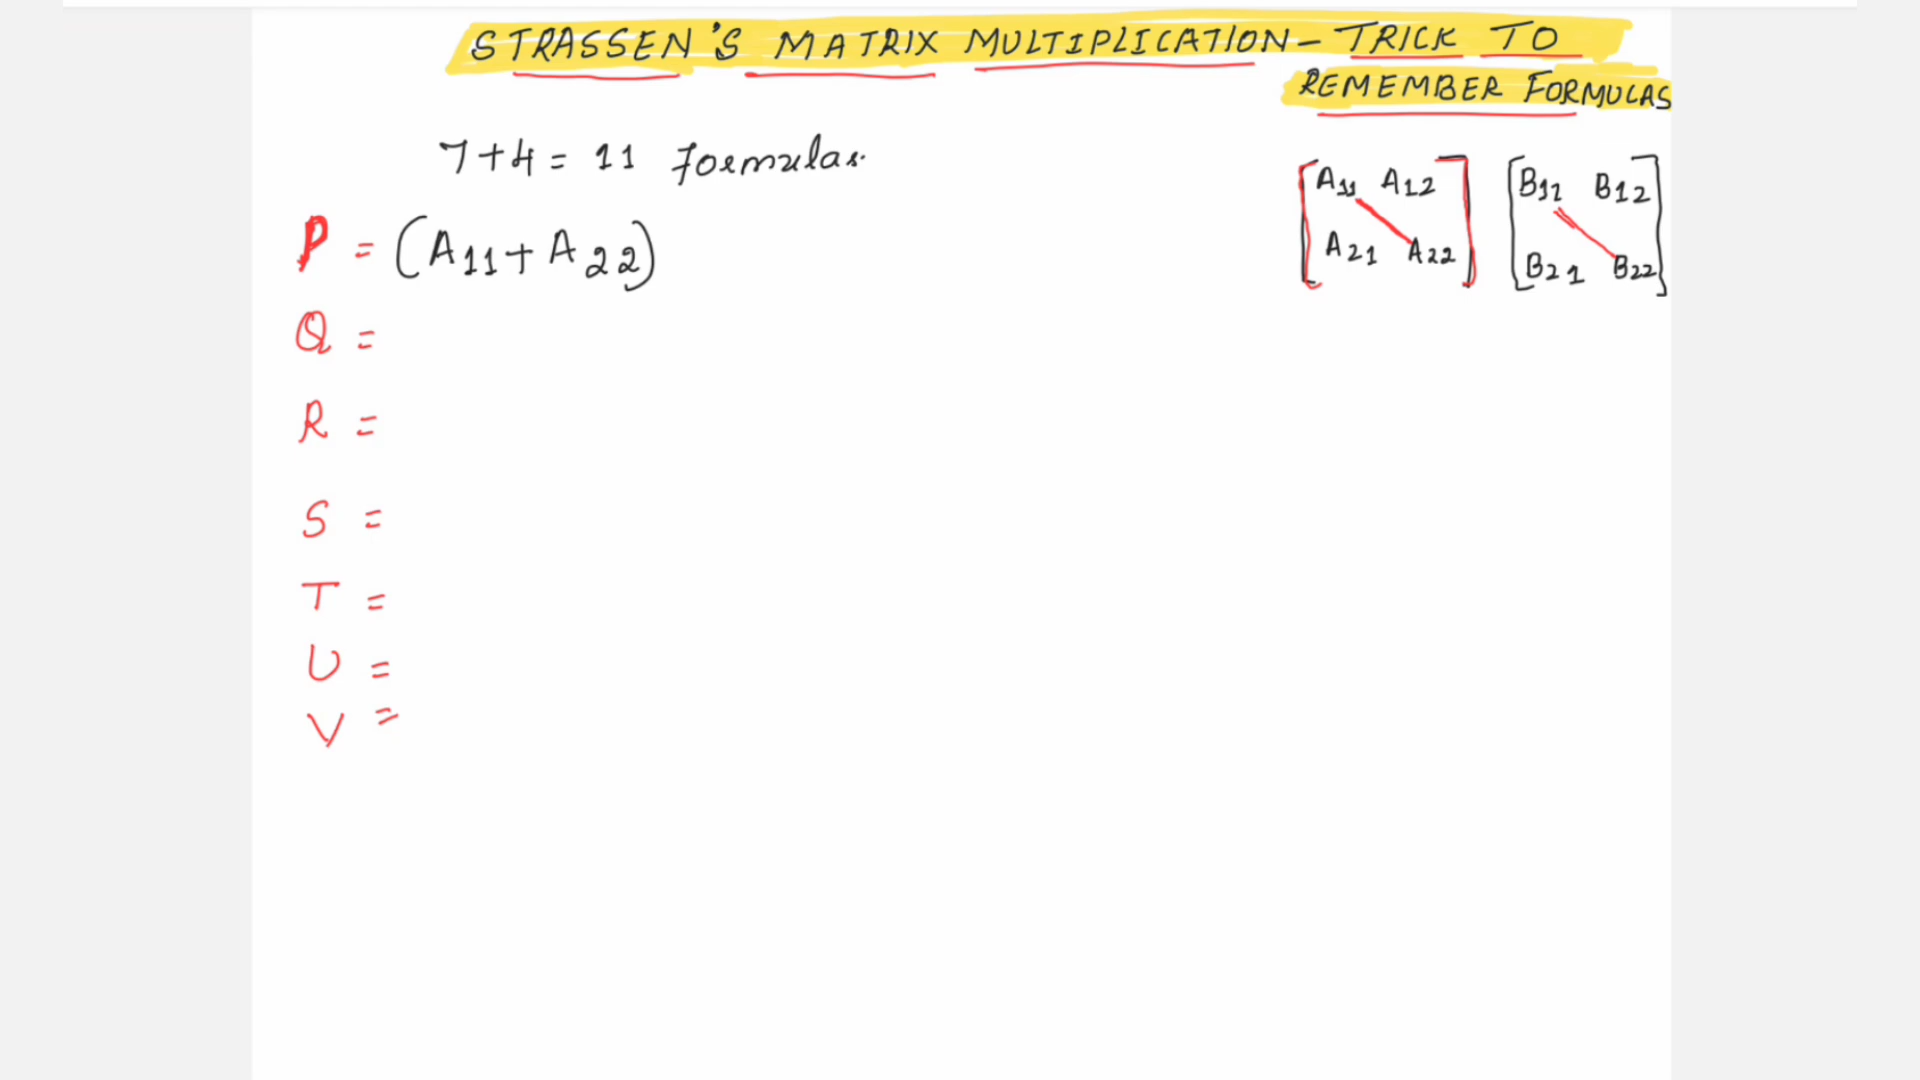 STRASSEN'S MATRIX MULTIPLICATION - TRICK TO
REMEMBER FORMULAS
7+4 = 11 Formulas.
[A11 A12] [B11 B12]
[A21 A22] [B21 B22]
P = (A11 + A22)
Q =
R =
S =
T =
U =
V =